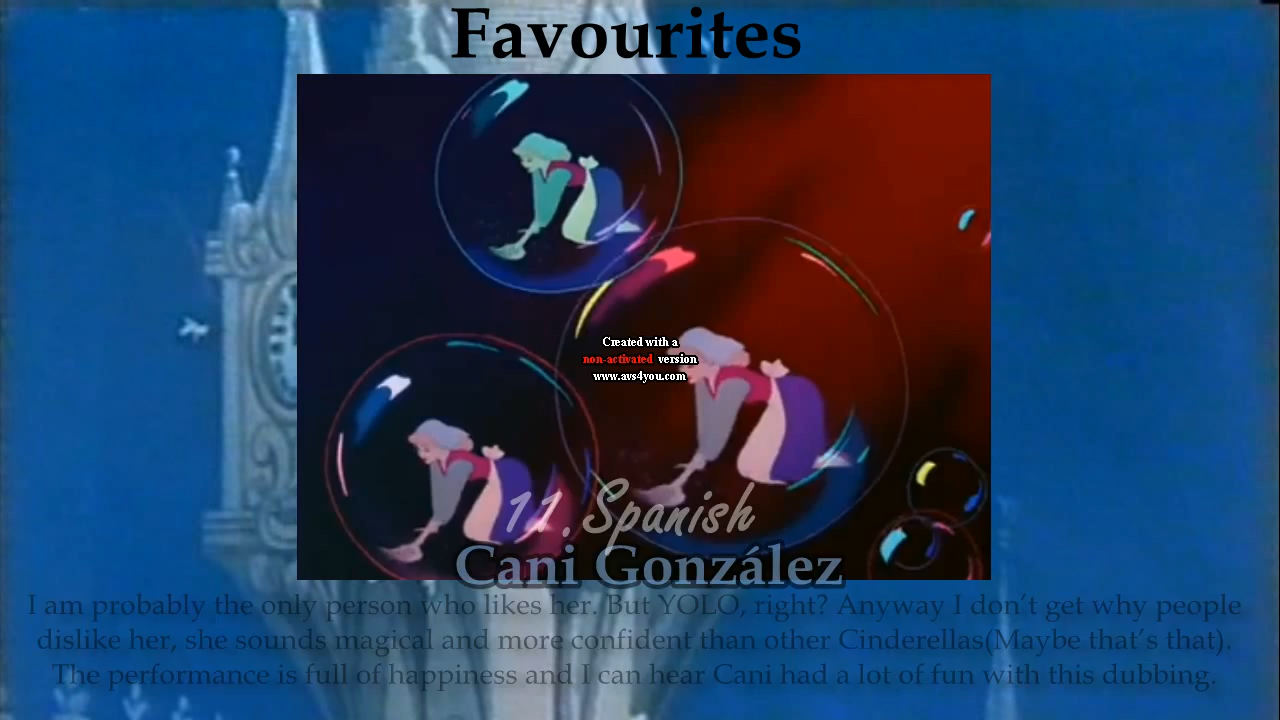 Favourites
Created with a
non-activated version
www.avs4you.com
11. Spanish
Cani González
I am probably the only person who likes her. But YOLO, right? Anyway I don't get why people
dislike her, she sounds magical and more confident than other Cinderellas(Maybe that's that).
The performance is full of happiness and I can hear Cani had a lot of fun with this dubbing.